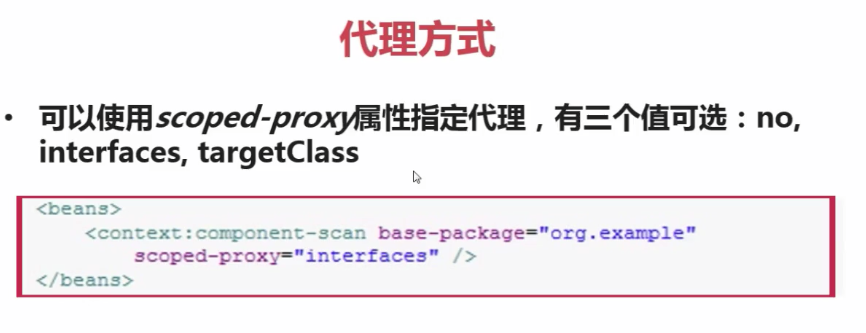 代理方式
• 可以使用scoped-proxy属性指定代理，有三个值可选：no,
interfaces, targetClass
<beans>
<context:component-scan base-package="org.example"
scoped-proxy="interfaces" />
</beans>